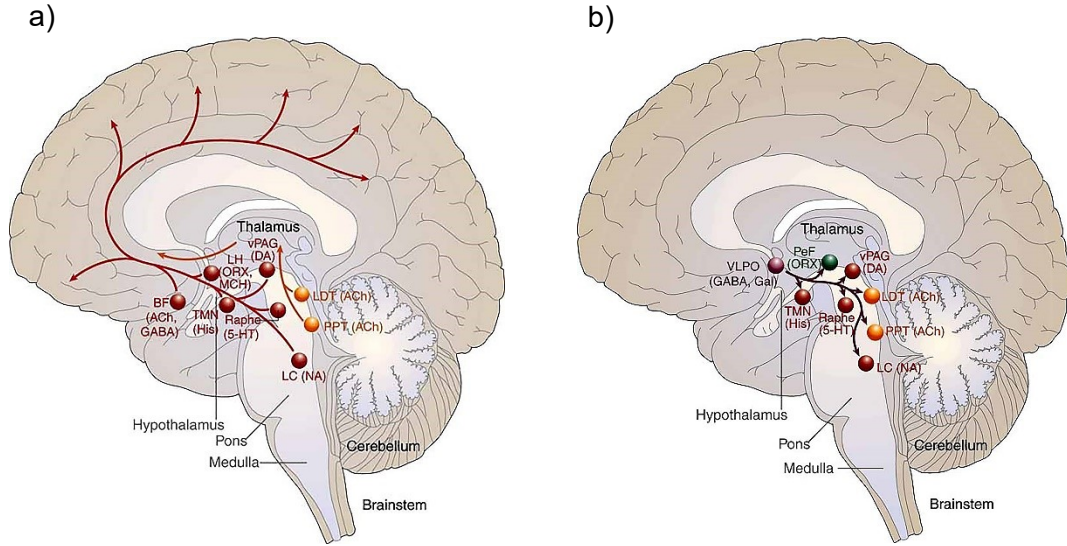 a)
Thalamus
vPAG
(DA)
LH
(ORX,
MCH)
BF
(ACh,
GABA)
TMN
(His)
Raphe
(5-HT)
LDT (ACh)
PPT (ACh)
LC (NA)
Hypothalamus
Pons
Medulla
Cerebellum
Brainstem
b)
Thalamus
VLPO
(GABA, Gal)
PeF
(ORX)
vPAG
(DA)
TMN
(His)
Raphe
(5-HT)
LDT (ACh)
PPT (ACh)
LC (NA)
Hypothalamus
Pons
Medulla
Cerebellum
Brainstem